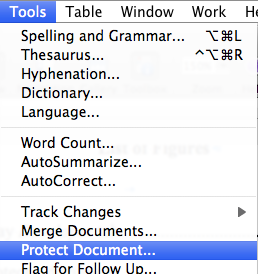 Tools Table Window Work He
Spelling and Grammar... ⌥⌘L
Thesaurus... ^⌥⌘R
Hyphenation...
Dictionary...
Language...
Word Count...
AutoSummarize...
AutoCorrect...
Track Changes
Merge Documents...
Protect Document...
Flag for Follow Up...